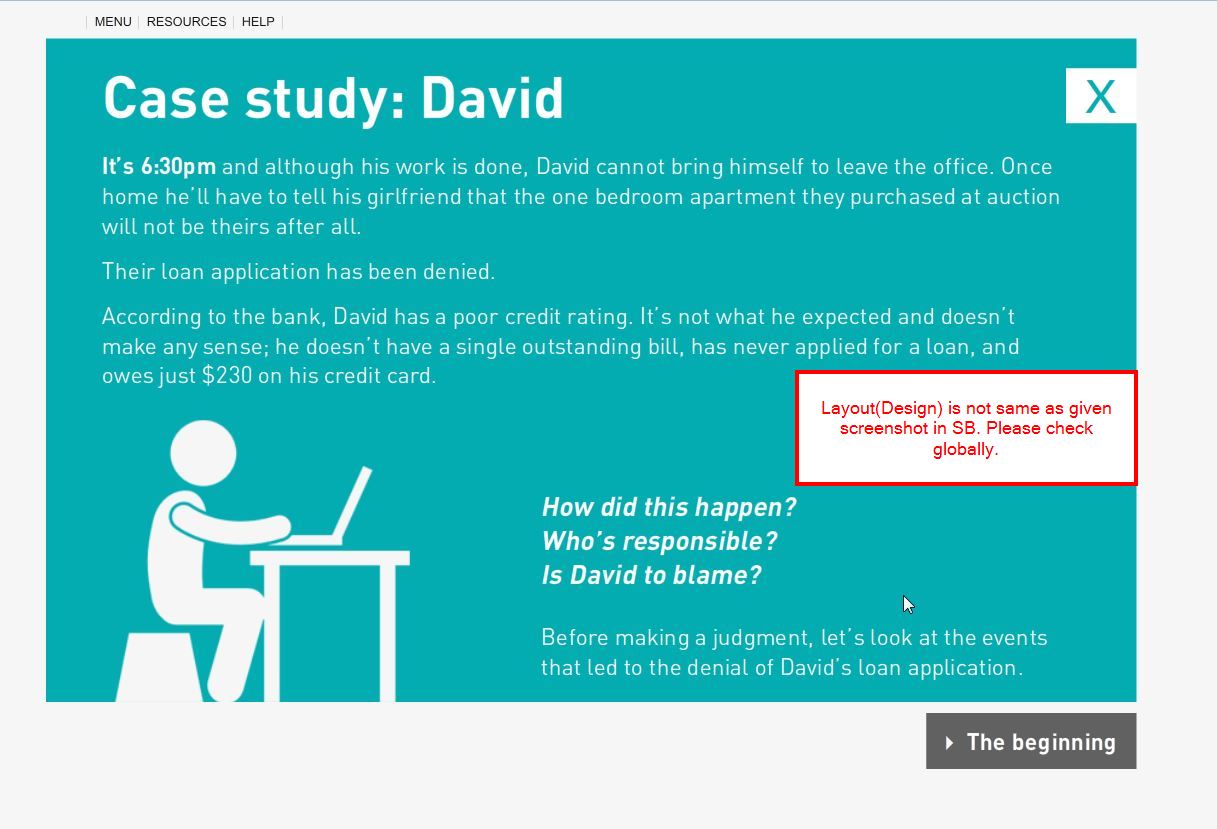 MENU RESOURCES HELP
Case study: David
X
It's 6:30pm and although his work is done, David cannot bring himself to leave the office. Once
home he'll have to tell his girlfriend that the one bedroom apartment they purchased at auction
will not be theirs after all.
Their loan application has been denied.
According to the bank, David has a poor credit rating. It's not what he expected and doesn't
make any sense; he doesn't have a single outstanding bill, has never applied for a loan, and
owes just $230 on his credit card.
Layout(Design) is not same as given
screenshot in SB. Please check
globally.
How did this happen?
Who's responsible?
Is David to blame?
Before making a judgment, let's look at the events
that led to the denial of David's loan application.
The beginning